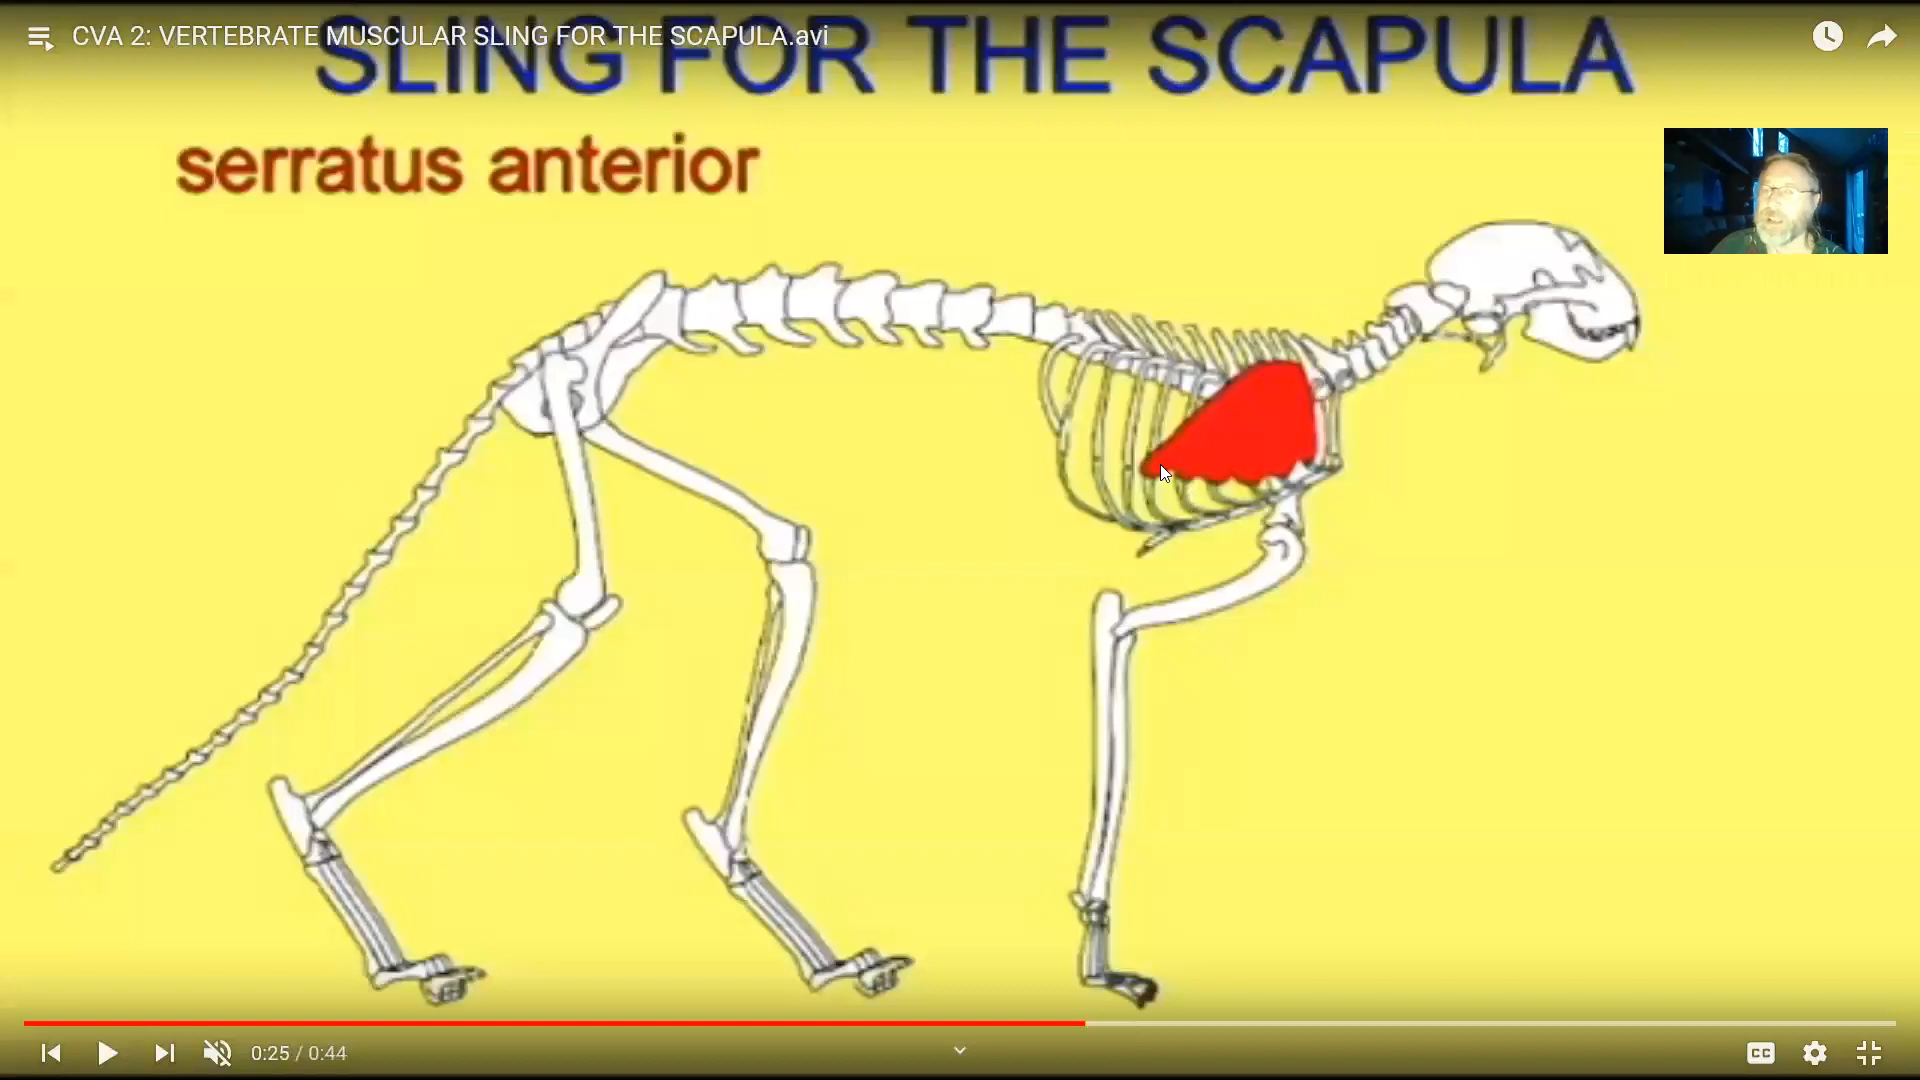 CVA 2: VERTEBRATE MUSCULAR SLING FOR THE SCAPULA.avi
SLING FOR THE SCAPULA
serratus anterior
0:25 / 0:44
CC